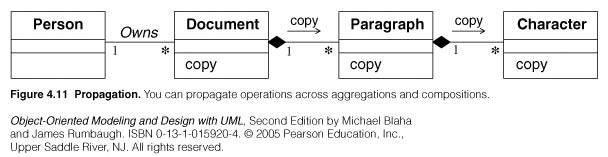 Person
Owns
1
*
Document
copy
copy
1
*
Paragraph
copy
copy
1
*
Character
copy
Figure 4.11 Propagation. You can propagate operations across aggregations and compositions.
Object-Oriented Modeling and Design with UML, Second Edition by Michael Blaha
and James Rumbaugh. ISBN 0-13-1-015920-4. © 2005 Pearson Education, Inc.,
Upper Saddle River, NJ. All rights reserved.